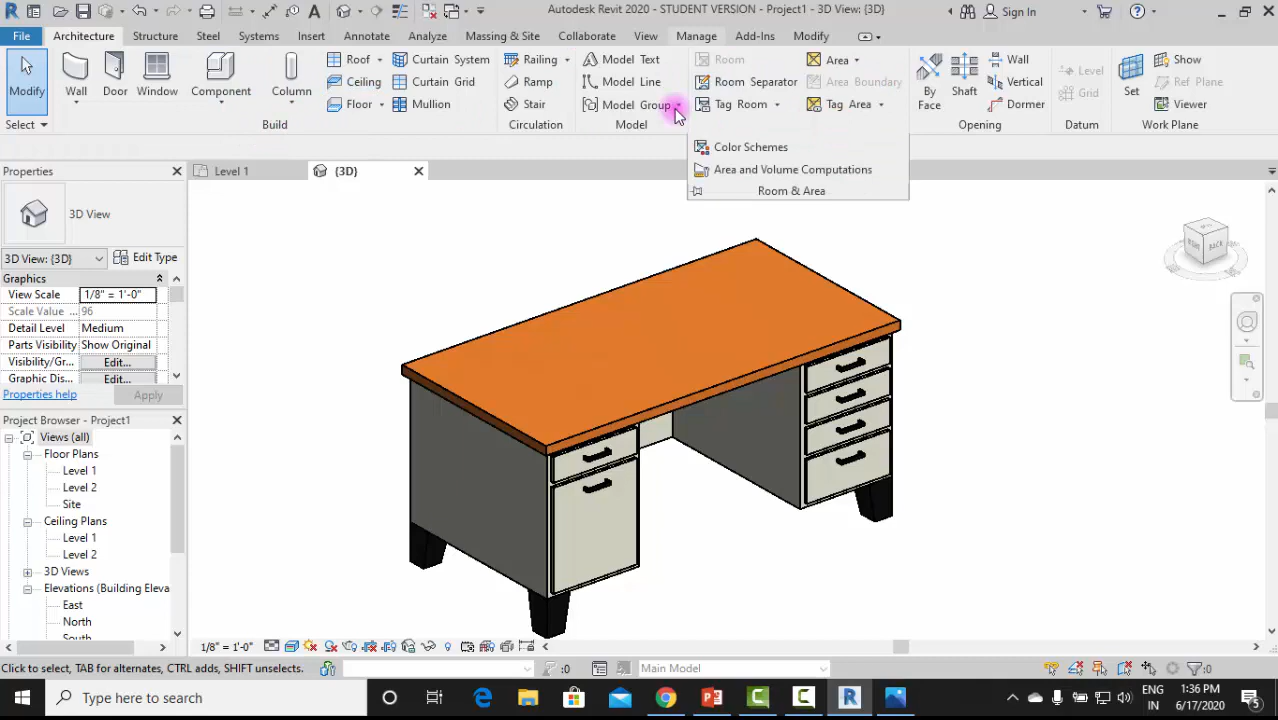 Autodesk Revit 2020 - STUDENT VERSION - Project1 - 3D View: {3D}
Sign In
File Architecture Structure Steel Systems Insert Annotate Analyze Massing & Site Collaborate View Manage Add-Ins Modify
Modify Wall Door Window Component Column
Roof Curtain System Railing Model Text Room Area Wall Level Show
Ceiling Curtain Grid Ramp Model Line Room Separator Area Boundary By Face Shaft Vertical Grid Set Ref Plane
Floor Mullion Stair Model Group Tag Room Tag Area Dormer Viewer
Select Build Circulation Model Opening Datum Work Plane
Color Schemes
Area and Volume Computations
Room & Area
Properties
Level 1
{3D}
3D View
3D View: {3D} Edit Type
Graphics
View Scale 1/8" = 1'-0"
Scale Value 96
Detail Level Medium
Parts Visibility Show Original
Visibility/Gr... Edit...
Graphic Dis... Edit...
Properties help Apply
Project Browser - Project1
Views (all)
Floor Plans
Level 1
Level 2
Site
Ceiling Plans
Level 1
Level 2
3D Views
Elevations (Building Eleva
East
North
South
BACK
1/8" = 1'-0"
Click to select, TAB for alternates, CTRL adds, SHIFT unselects.
:0
Main Model
:0
Type here to search
ENG
IN
1:36 PM
6/17/2020
5